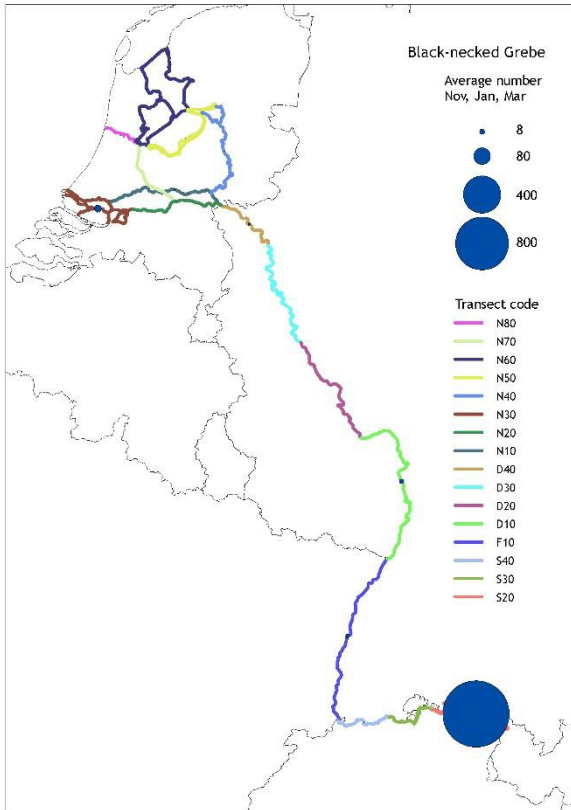 Black-necked Grebe
Average number
Nov, Jan, Mar
8
80
400
800
Transect code
N80
N70
N60
N50
N40
N30
N20
N10
D40
D30
D20
D10
F10
S40
S30
S20